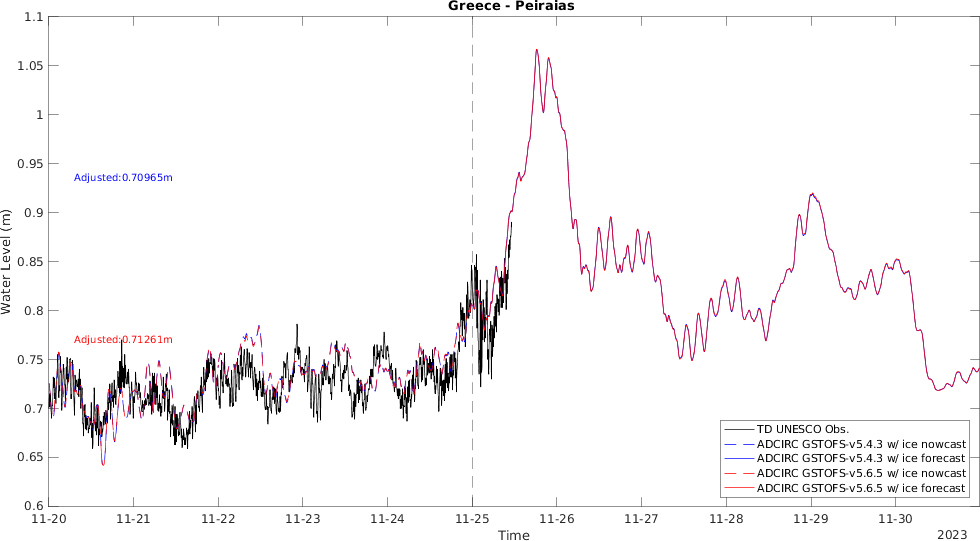 Greece - Peiraias
1.1
1.05
1
0.95
0.9
0.85
0.8
0.75
0.7
0.65
0.6
Water Level (m)
Adjusted:0.70965m
Adjusted:0.71261m
TD UNESCO Obs.
ADCIRC GSTOFS-v5.4.3 w/ ice nowcast
ADCIRC GSTOFS-v5.4.3 w/ ice forecast
ADCIRC GSTOFS-v5.6.5 w/ ice nowcast
ADCIRC GSTOFS-v5.6.5 w/ ice forecast
11-20 11-21 11-22 11-23 11-24 11-25 11-26 11-27 11-28 11-29 11-30
Time
2023